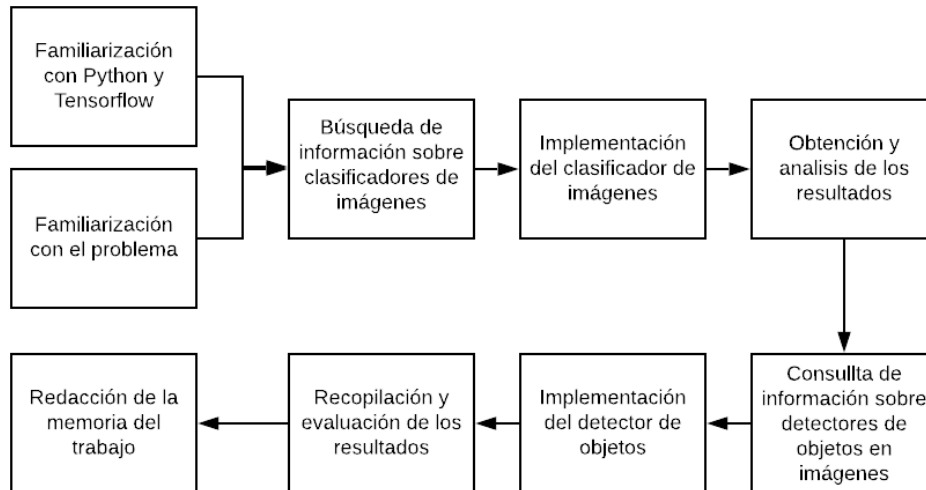 Familiarización
con Python y
Tensorflow
Familiarización
con el problema
Búsqueda de
información sobre
clasificadores de
imágenes
Implementación
del clasificador de
imágenes
Obtención y
analisis de los
resultados
Consullta de
información sobre
detectores de
objetos en
imágenes
Implementación
del detector de
objetos
Recopilación y
evaluación de los
resultados
Redacción de la
memoria del
trabajo